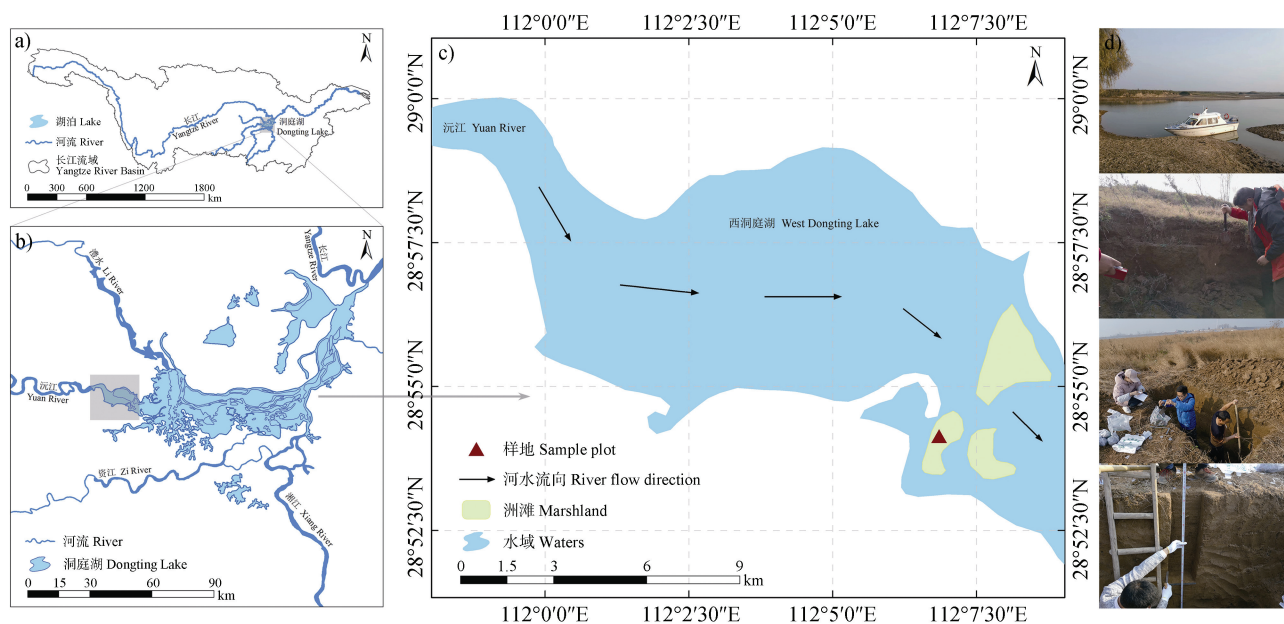 a)
N
长江
Yangtze River
洞庭湖
Dongting Lake
湖泊 Lake
河流 River
长江流域
Yangtze River Basin
0 300 600 1200 1800
km
b)
N
长江
Yangtze River
澧水 Li River
沅江
Yuan River
资江 Zi River
湘江 Xiang River
河流 River
洞庭湖 Dongting Lake
0 15 30 60 90
km
112°0′0″E 112°2′30″E 112°5′0″E 112°7′30″E
c)
N
29°0′0″N
29°0′0″N
沅江 Yuan River
西洞庭湖 West Dongting Lake
28°57′30″N
28°57′30″N
28°55′0″N
28°55′0″N
28°52′30″N
28°52′30″N
样地 Sample plot
河水流向 River flow direction
洲滩 Marshland
水域 Waters
0 1.5 3 6 9
km
112°0′0″E 112°2′30″E 112°5′0″E 112°7′30″E
d)